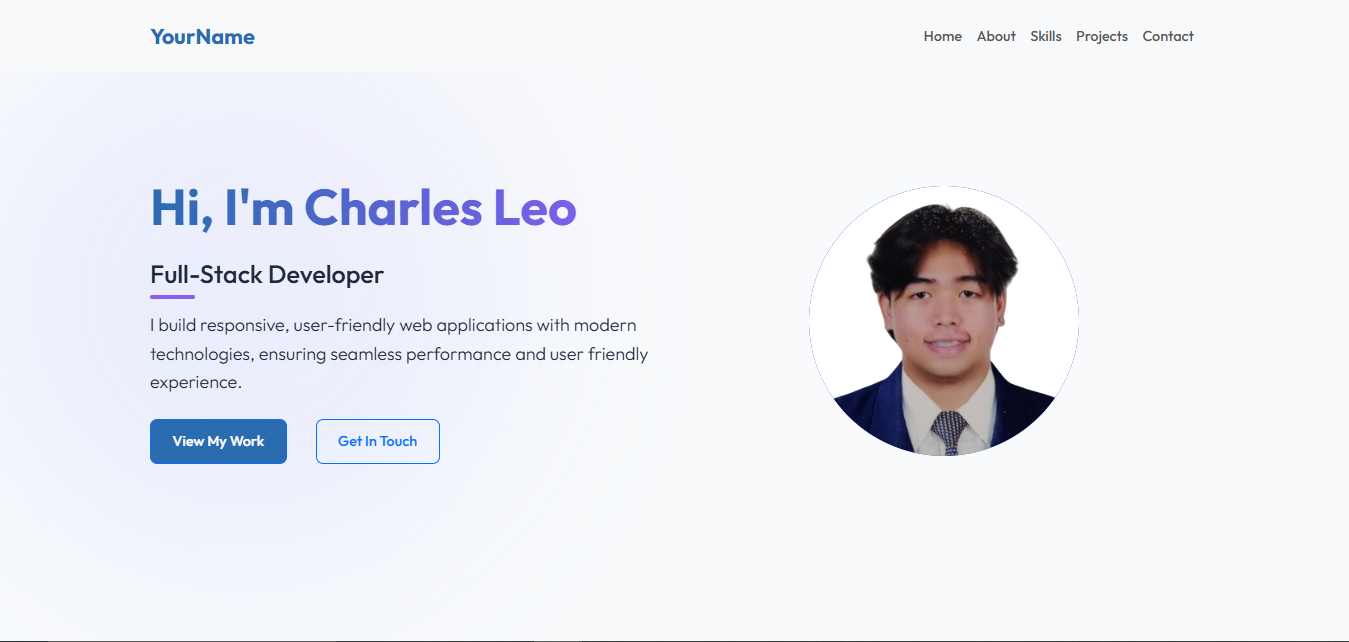 YourName
Home About Skills Projects Contact
Hi, I'm Charles Leo
Full-Stack Developer
I build responsive, user-friendly web applications with modern
technologies, ensuring seamless performance and user friendly
experience.
View My Work
Get In Touch